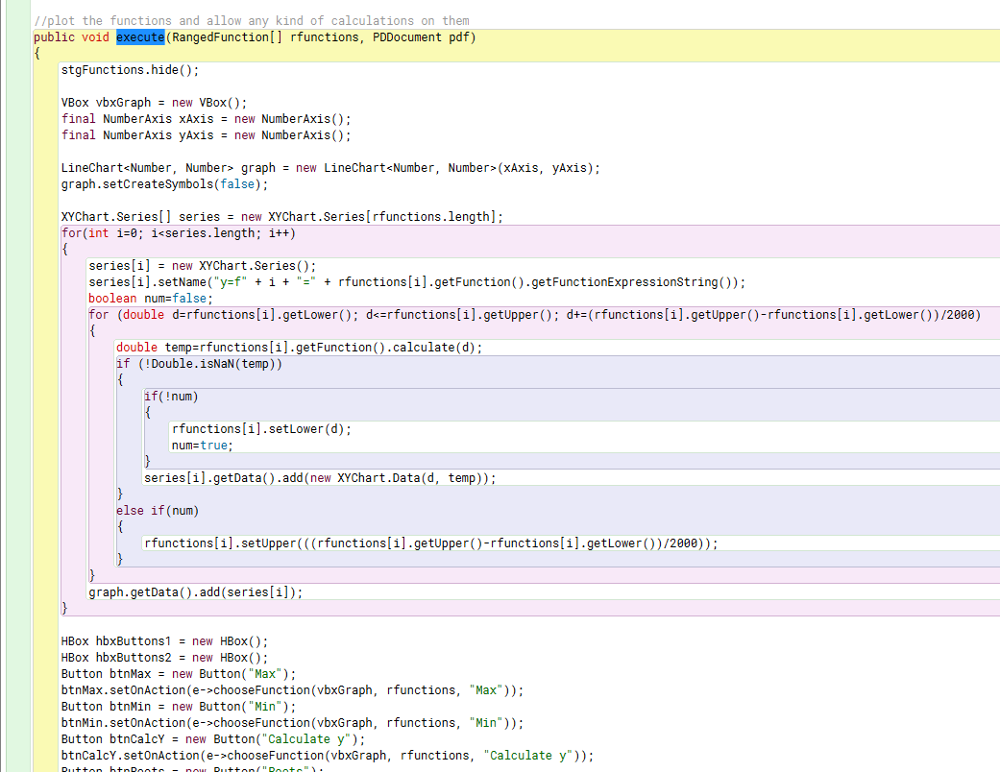 //plot the functions and allow any kind of calculations on them
public void execute(RangedFunction[] rfunctions, PDDocument pdf)
{
stgFunctions.hide();
VBox vbxGraph = new VBox();
final NumberAxis xAxis = new NumberAxis();
final NumberAxis yAxis = new NumberAxis();
LineChart<Number, Number> graph = new LineChart<Number, Number>(xAxis, yAxis);
graph.setCreateSymbols(false);
XYChart.Series[] series = new XYChart.Series[rfunctions.length];
for(int i=0; i<series.length; i++)
{
series[i] = new XYChart.Series();
series[i].setName("y=f" + i + "=" + rfunctions[i].getFunction().getFunctionExpressionString());
boolean num=false;
for (double d=rfunctions[i].getLower(); d<=rfunctions[i].getUpper(); d+=(rfunctions[i].getUpper()-rfunctions[i].getLower())/2000)
{
double temp=rfunctions[i].getFunction().calculate(d);
if (!Double.isNaN(temp))
{
if(!num)
{
rfunctions[i].setLower(d);
num=true;
}
series[i].getData().add(new XYChart.Data(d, temp));
}
else if(num)
{
rfunctions[i].setUpper(((rfunctions[i].getUpper()-rfunctions[i].getLower())/2000));
}
}
graph.getData().add(series[i]);
}
HBox hbxButtons1 = new HBox();
HBox hbxButtons2 = new HBox();
Button btnMax = new Button("Max");
btnMax.setOnAction(e->chooseFunction(vbxGraph, rfunctions, "Max"));
Button btnMin = new Button("Min");
btnMin.setOnAction(e->chooseFunction(vbxGraph, rfunctions, "Min"));
Button btnCalcY = new Button("Calculate y");
btnCalcY.setOnAction(e->chooseFunction(vbxGraph, rfunctions, "Calculate y"));
Button btnRoots = new Button("Roots");